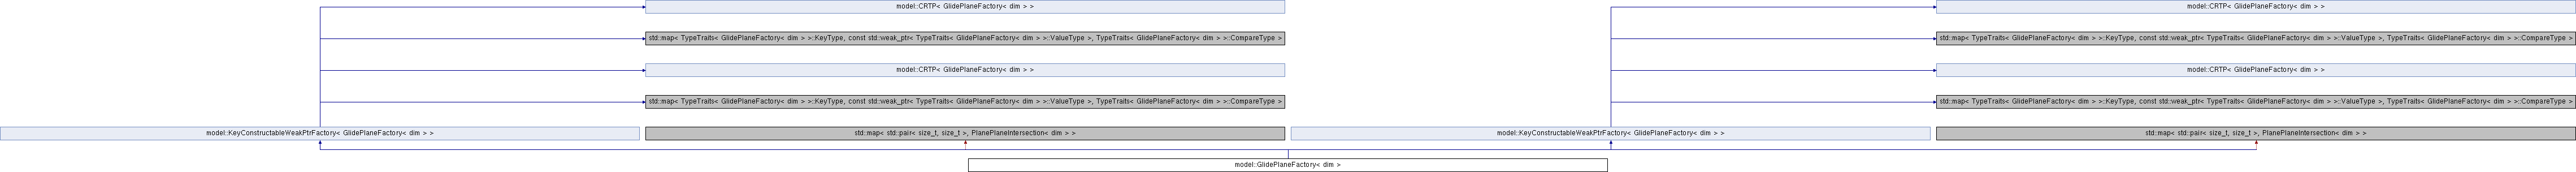 model::CRTP< GlidePlaneFactory< dim > >
model::CRTP< GlidePlaneFactory< dim > >
std::map< TypeTraits< GlidePlaneFactory< dim > >::KeyType, const std::weak_ptr< TypeTraits< GlidePlaneFactory< dim > >::ValueType >, TypeTraits< GlidePlaneFactory< dim > >::CompareType >
std::map< TypeTraits< GlidePlaneFactory< dim > >::KeyType, const std::weak_ptr< TypeTraits< GlidePlaneFactory< dim > >::ValueType >, TypeTraits< GlidePlaneFactory< dim > >::CompareType >
model::CRTP< GlidePlaneFactory< dim > >
model::CRTP< GlidePlaneFactory< dim > >
std::map< TypeTraits< GlidePlaneFactory< dim > >::KeyType, const std::weak_ptr< TypeTraits< GlidePlaneFactory< dim > >::ValueType >, TypeTraits< GlidePlaneFactory< dim > >::CompareType >
std::map< TypeTraits< GlidePlaneFactory< dim > >::KeyType, const std::weak_ptr< TypeTraits< GlidePlaneFactory< dim > >::ValueType >, TypeTraits< GlidePlaneFactory< dim > >::CompareType >
model::KeyConstructableWeakPtrFactory< GlidePlaneFactory< dim > >
std::map< std::pair< size_t, size_t >, PlanePlaneIntersection< dim > >
model::KeyConstructableWeakPtrFactory< GlidePlaneFactory< dim > >
std::map< std::pair< size_t, size_t >, PlanePlaneIntersection< dim > >
model::GlidePlaneFactory< dim >